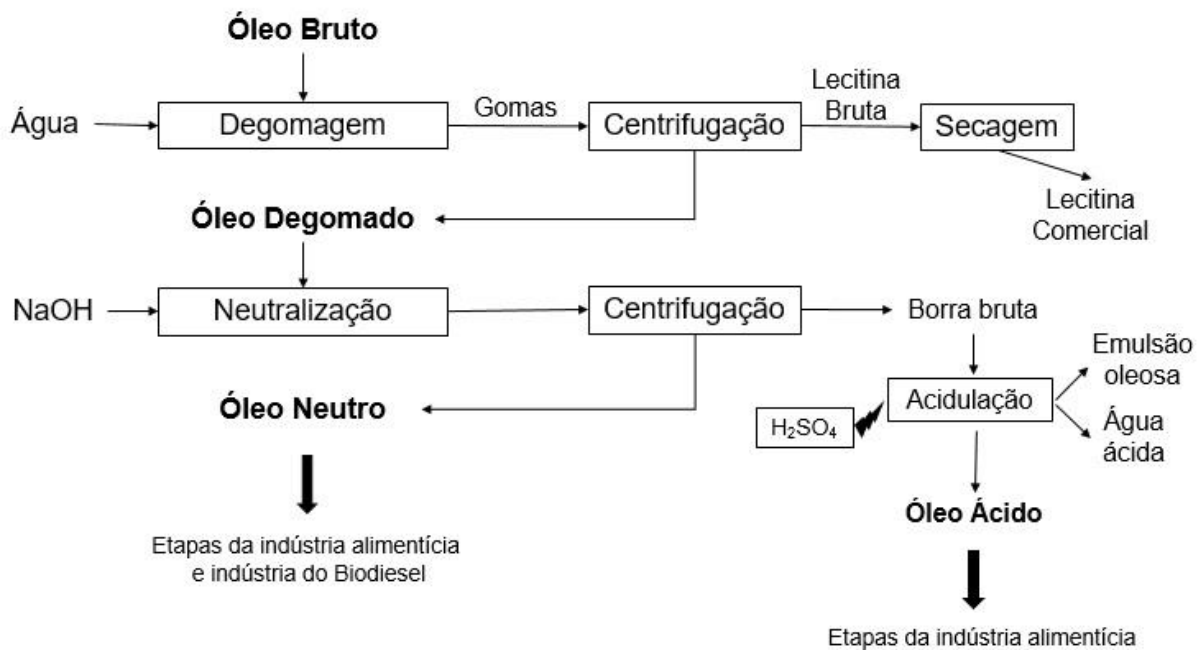 Óleo Bruto
Água
Degomagem
Gomas
Centrifugação
Lecitina
Bruta
Secagem
Lecitina
Comercial
Óleo Degomado
NaOH
Neutralização
Centrifugação
Borra bruta
Emulsão
oleosa
Óleo Neutro
H₂SO₄
Acidulação
Água
ácida
Óleo Ácido
Etapas da indústria alimentícia
e indústria do Biodiesel
Etapas da indústria alimentícia